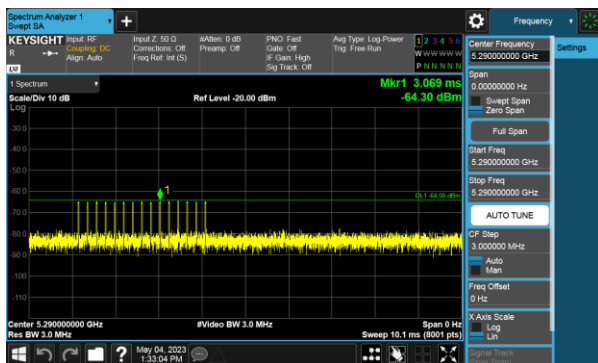 Spectrum Analyzer 1
Swept SA
Frequency
KEYSIGHT
Input: RF
Coupling: DC
Align: Auto
Input Z: 50 Ω
Corrections: Off
Freq Ref: Int (S)
#Atten: 0 dB
Preamp: Off
PNO: Fast
Gate: Off
IF Gain: High
Sig Track: Off
Avg Type: Log-Power
Trig: Free Run
1 2 3 4 5 6
W W W W W W
P N N N N N
R
LXI
Center Frequency
5.290000000 GHz
Settings
Span
0.00000000 Hz
Swept Span
Zero Span
Full Span
Start Freq
5.290000000 GHz
Stop Freq
5.290000000 GHz
AUTO TUNE
CF Step
3.000000 MHz
Auto
Man
Freq Offset
0 Hz
X Axis Scale
Log
Lin
Signal Track
(Span Zoom)
1 Spectrum
Scale/Div 10 dB
Log
Ref Level -20.00 dBm
Mkr1 3.069 ms
-64.30 dBm
-30.0
-40.0
-50.0
-60.0
-70.0
-80.0
-90.0
-100
-110
1
DL1 -64.00 dBm
Center 5.290000000 GHz
Res BW 3.0 MHz
#Video BW 3.0 MHz
Span 0 Hz
Sweep 10.1 ms (8001 pts)
?
May 04, 2023
1:33:04 PM